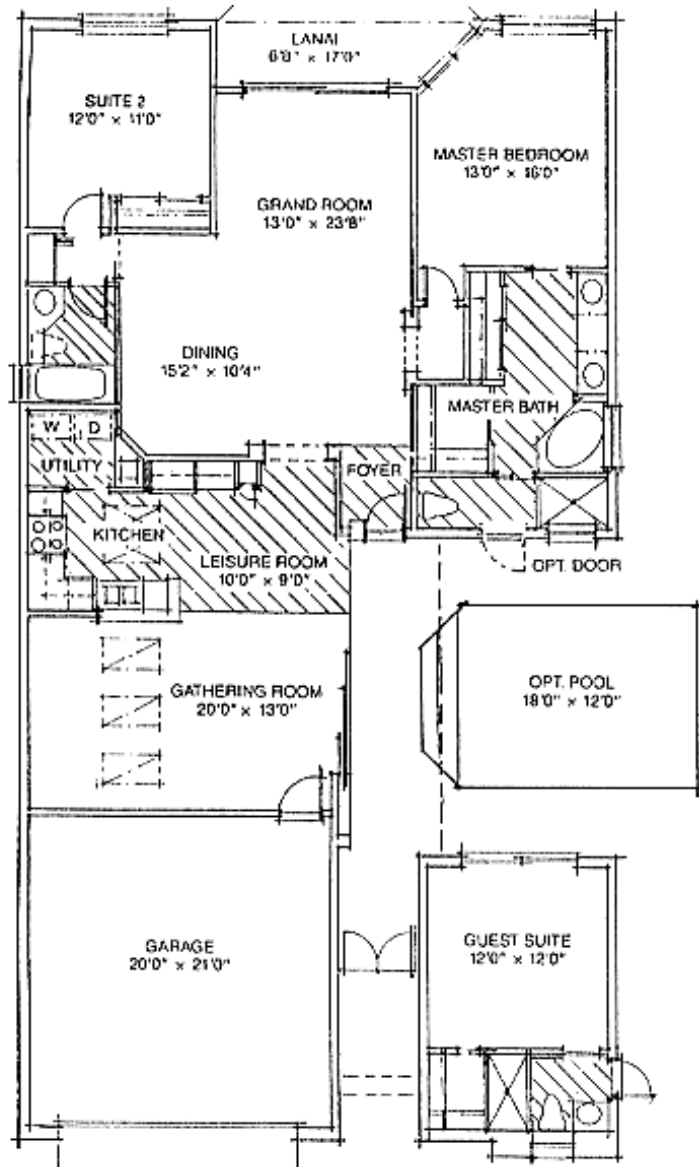 LANAI
6'8" × 17'0"
SUITE 2
12'0" × 11'0"
MASTER BEDROOM
13'0" × 16'0"
GRAND ROOM
13'0" × 23'8"
DINING
15'2" × 10'4"
MASTER BATH
W D
UTILITY
FOYER
KITCHEN
LEISURE ROOM
10'0" × 9'0"
OPT. DOOR
GATHERING ROOM
20'0" × 13'0"
OPT. POOL
18'0" × 12'0"
GARAGE
20'0" × 21'0"
GUEST SUITE
12'0" × 12'0"